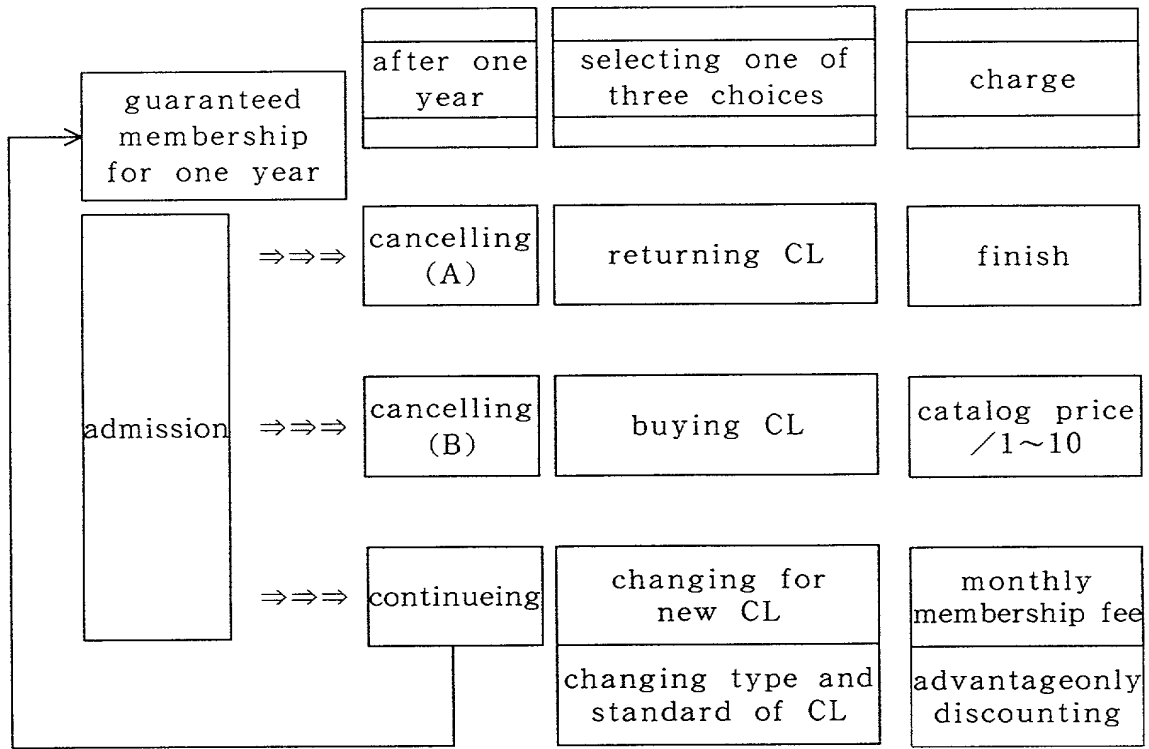 guaranteed
membership
for one year
after one
year
selecting one of
three choices
charge
admission
⇒⇒⇒
cancelling
(A)
returning CL
finish
⇒⇒⇒
cancelling
(B)
buying CL
catalog price
/1~10
⇒⇒⇒
continueing
changing for
new CL
monthly
membership fee
changing type and
standard of CL
advantageonly
discounting